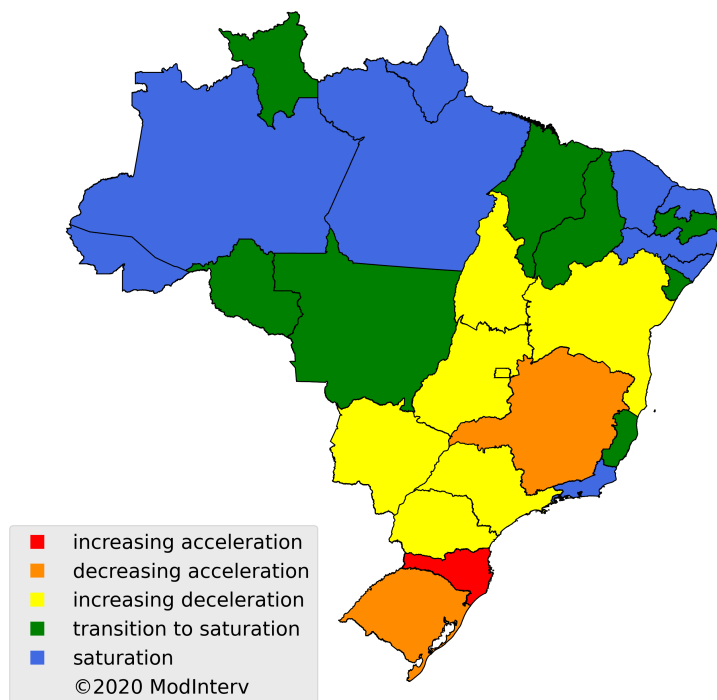 increasing acceleration
decreasing acceleration
increasing deceleration
transition to saturation
saturation
©2020 ModInterv